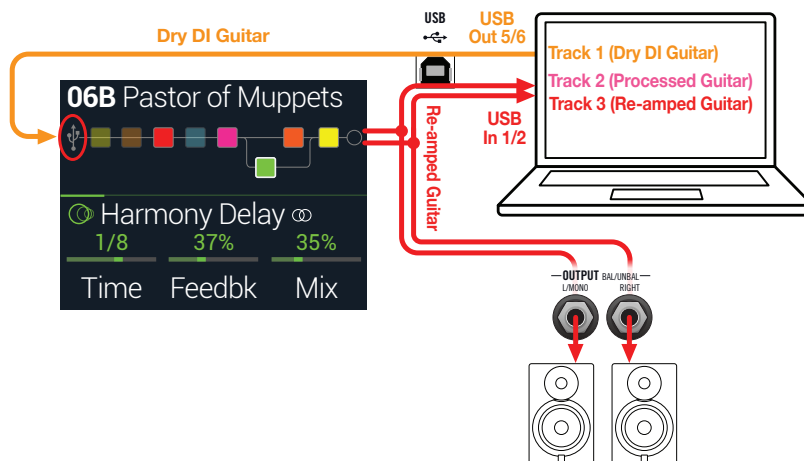 USB
USB
Out 5/6
Dry DI Guitar
Track 1 (Dry DI Guitar)
Track 2 (Processed Guitar)
Track 3 (Re-amped Guitar)
06B Pastor of Muppets
USB
In 1/2
Re-amped Guitar
Harmony Delay
1/8 37% 35%
Time Feedbk Mix
OUTPUT BAL/UNBAL
L/MONO RIGHT